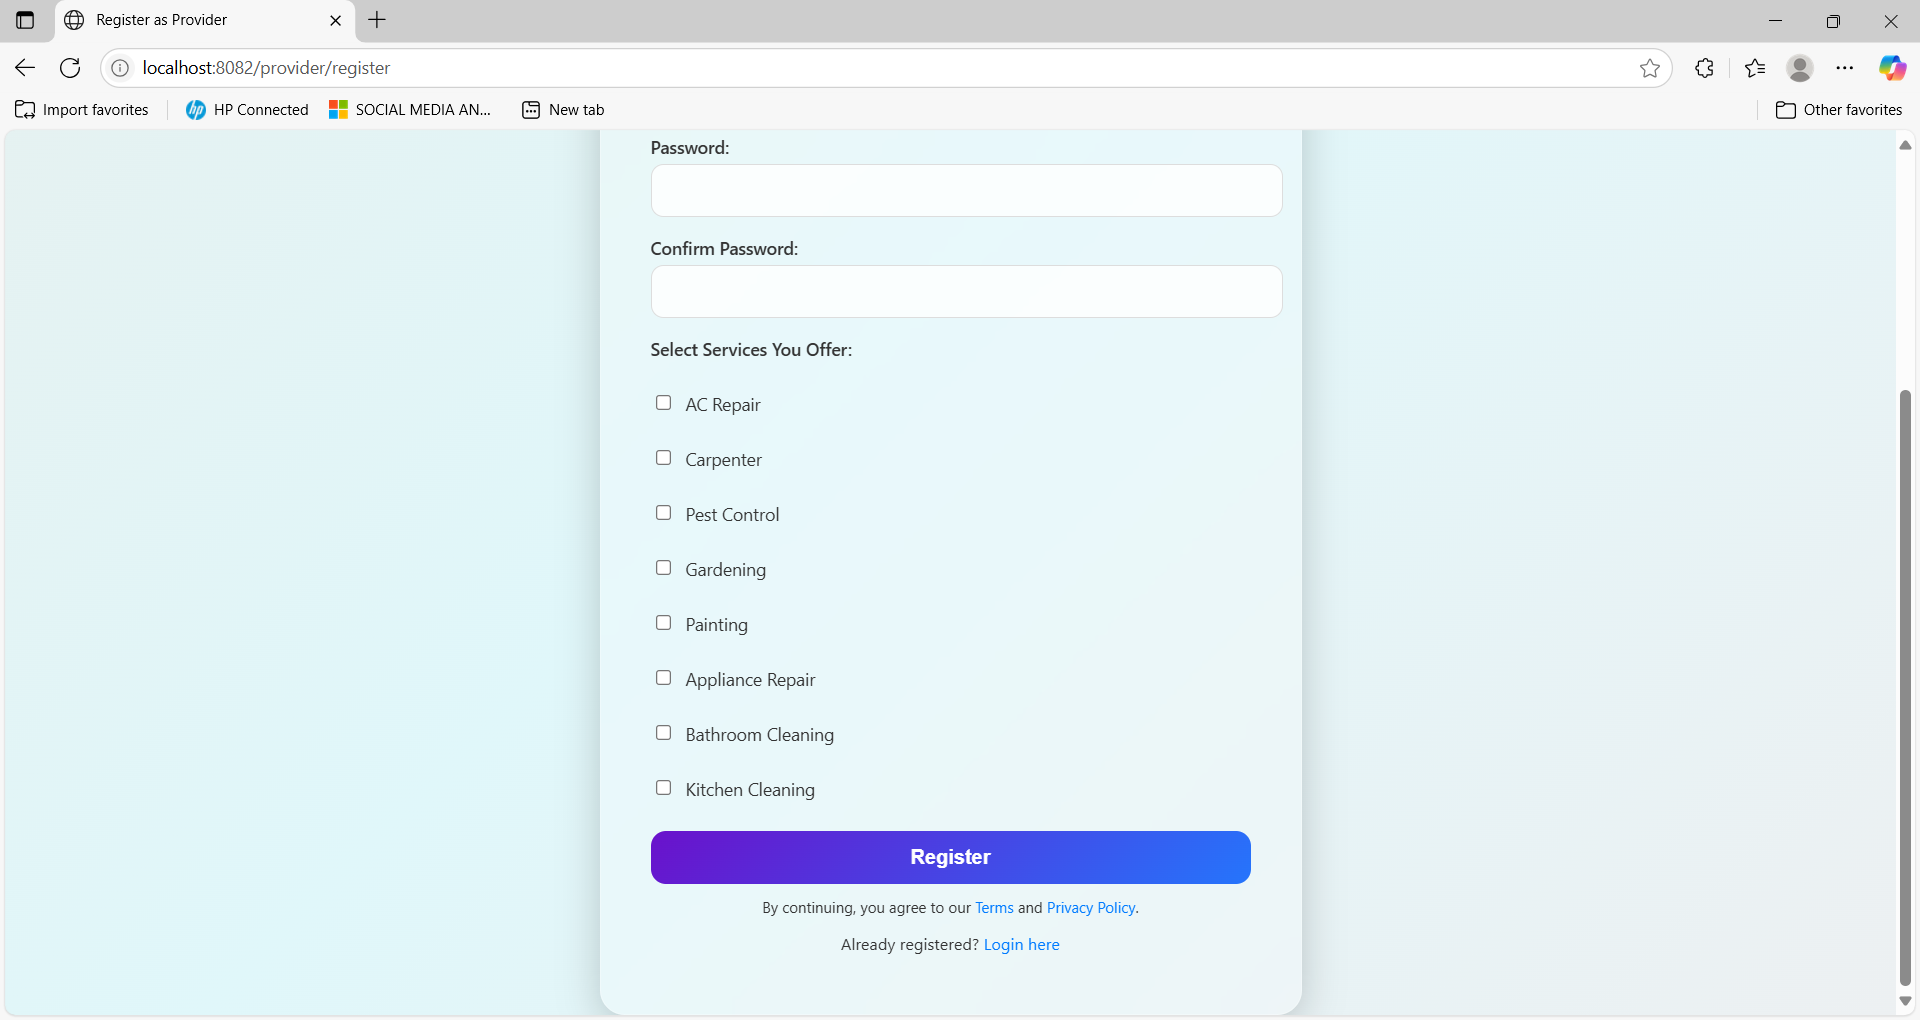 Register as Provider
localhost:8082/provider/register
Import favorites
hp
HP Connected
SOCIAL MEDIA AN...
New tab
Other favorites
Password:
Confirm Password:
Select Services You Offer:
AC Repair
Carpenter
Pest Control
Gardening
Painting
Appliance Repair
Bathroom Cleaning
Kitchen Cleaning
Register
By continuing, you agree to our Terms and Privacy Policy.
Already registered? Login here